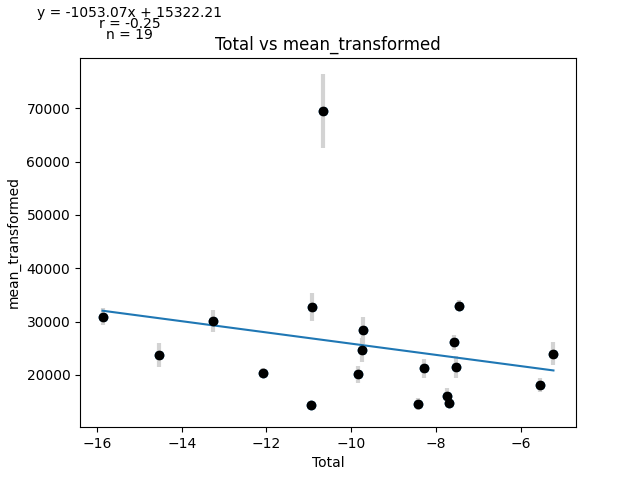 y = -1053.07x + 15322.21
r = -0.25
n = 19
Total vs mean_transformed
mean_transformed
70000
60000
50000
40000
30000
20000
−16 −14 −12 −10 −8 −6
Total